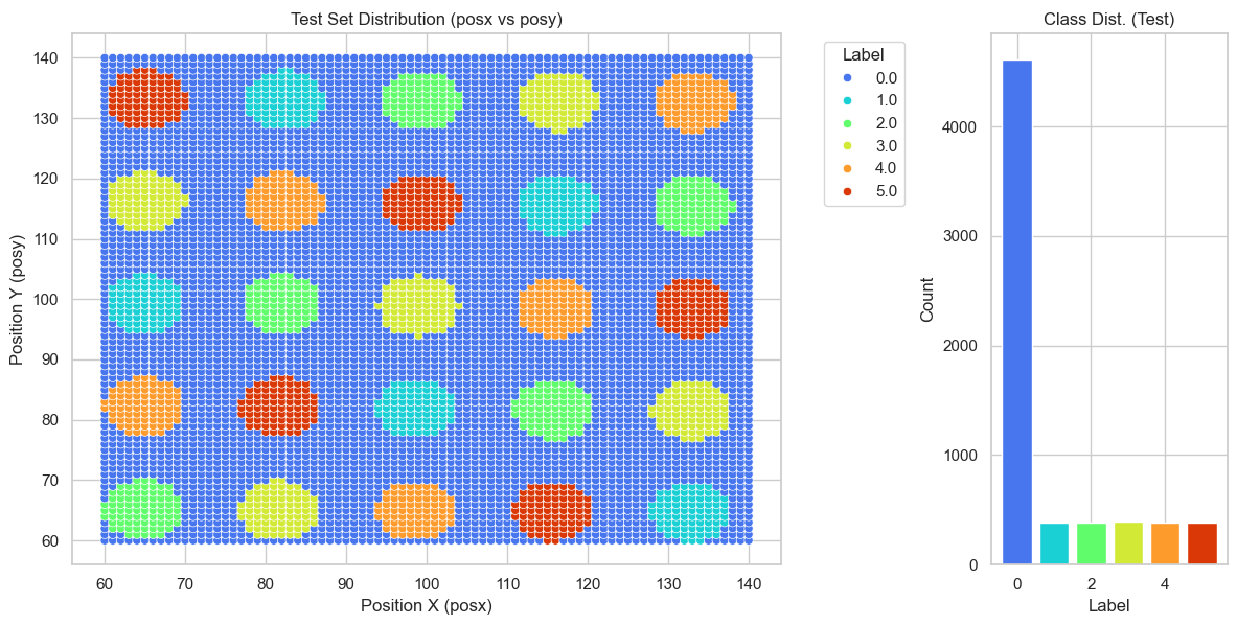 Test Set Distribution (posx vs posy)
140
130
120
110
100
90
80
70
60
60 70 80 90 100 110 120 130 140
Position X (posx)
Position Y (posy)
Label
0.0
1.0
2.0
3.0
4.0
5.0
Class Dist. (Test)
4000
3000
2000
1000
0
0 2 4
Label
Count